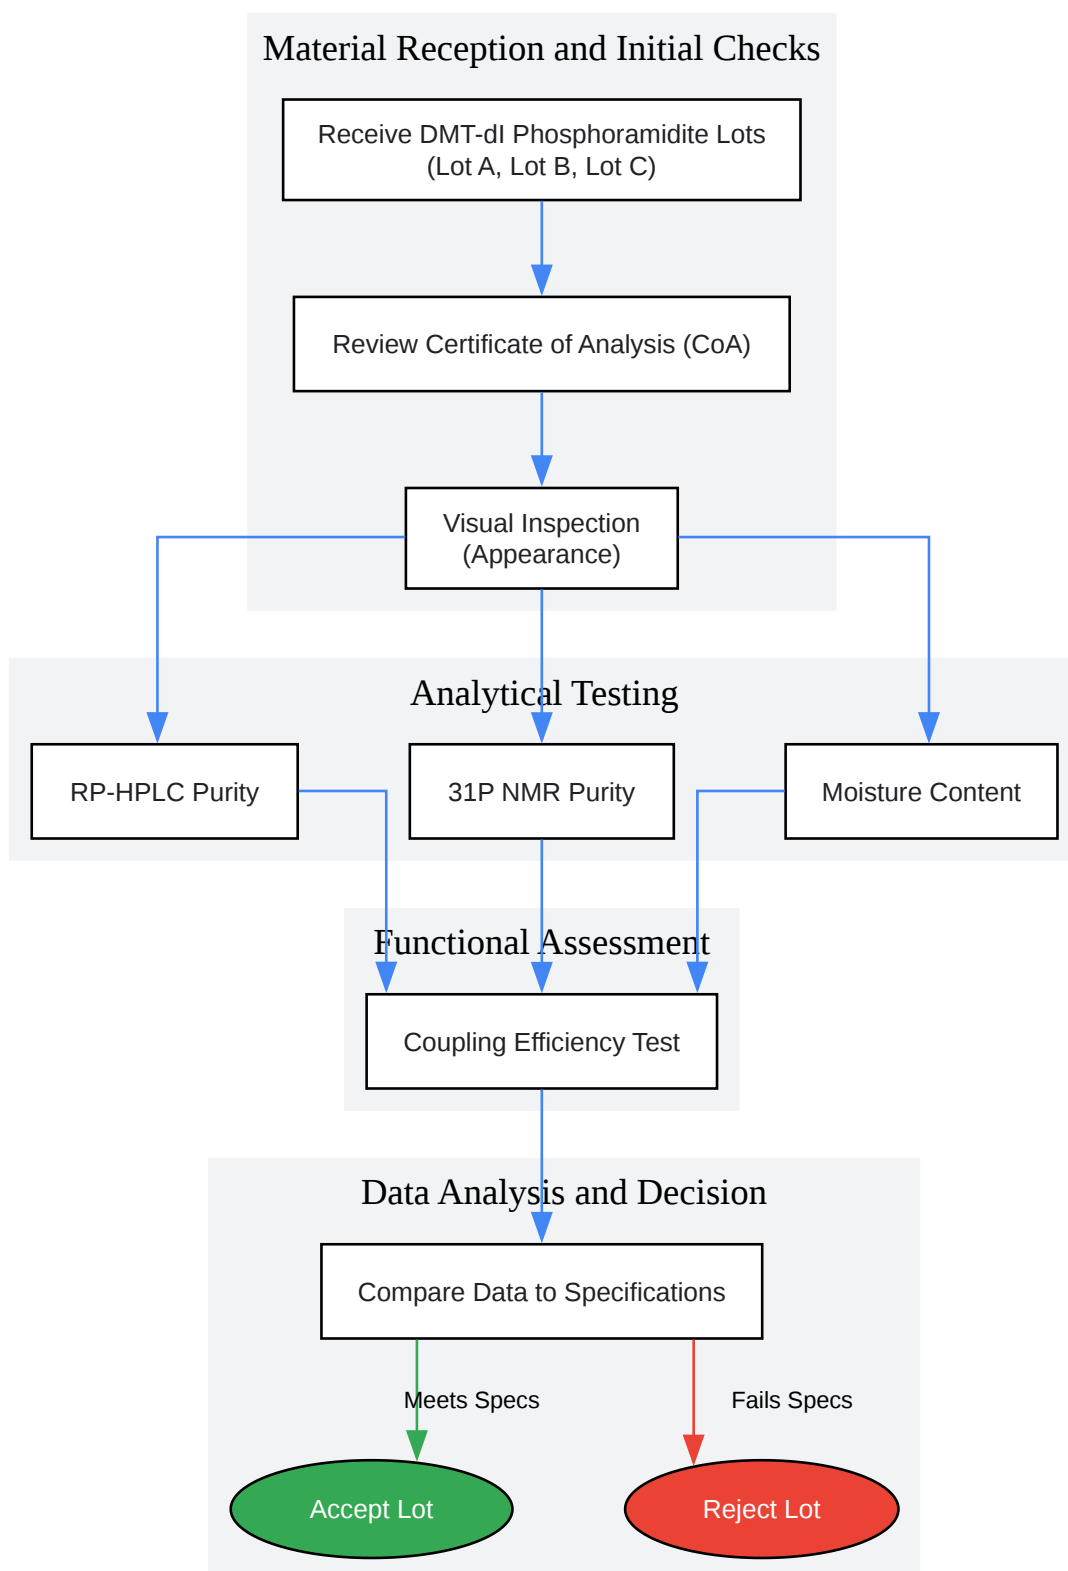 Material Reception and Initial Checks
Receive DMT-dI Phosphoramidite Lots
(Lot A, Lot B, Lot C)
Review Certificate of Analysis (CoA)
Visual Inspection
(Appearance)
Analytical Testing
RP-HPLC Purity
31P NMR Purity
Moisture Content
Functional Assessment
Coupling Efficiency Test
Data Analysis and Decision
Compare Data to Specifications
Meets Specs
Fails Specs
Accept Lot
Reject Lot